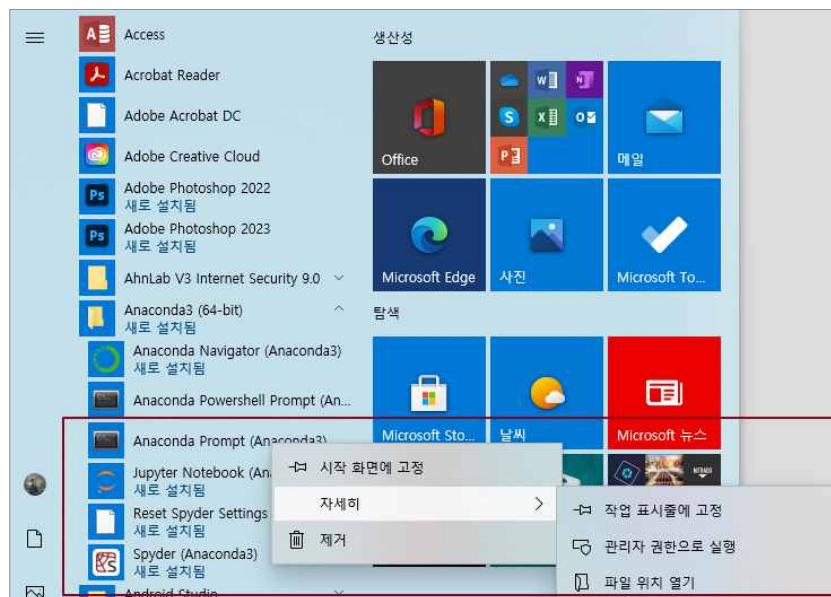 Access
Acrobat Reader
Adobe Acrobat DC
Adobe Creative Cloud
Adobe Photoshop 2022
새로 설치됨
Adobe Photoshop 2023
새로 설치됨
AhnLab V3 Internet Security 9.0
Anaconda3 (64-bit)
새로 설치됨
Anaconda Navigator (Anaconda3)
새로 설치됨
Anaconda Powershell Prompt (An...
Anaconda Prompt (Anaconda3)
Jupyter Notebook (An
새로 설치됨
Reset Spyder Settings
새로 설치됨
Spyder (Anaconda3)
새로 설치됨
Android Studio
생산성
Office
메일
Microsoft Edge
사진
Microsoft To...
탐색
Microsoft Sto...
날씨
Microsoft 뉴스
시작 화면에 고정
자세히
제거
작업 표시줄에 고정
관리자 권한으로 실행
파일 위치 열기